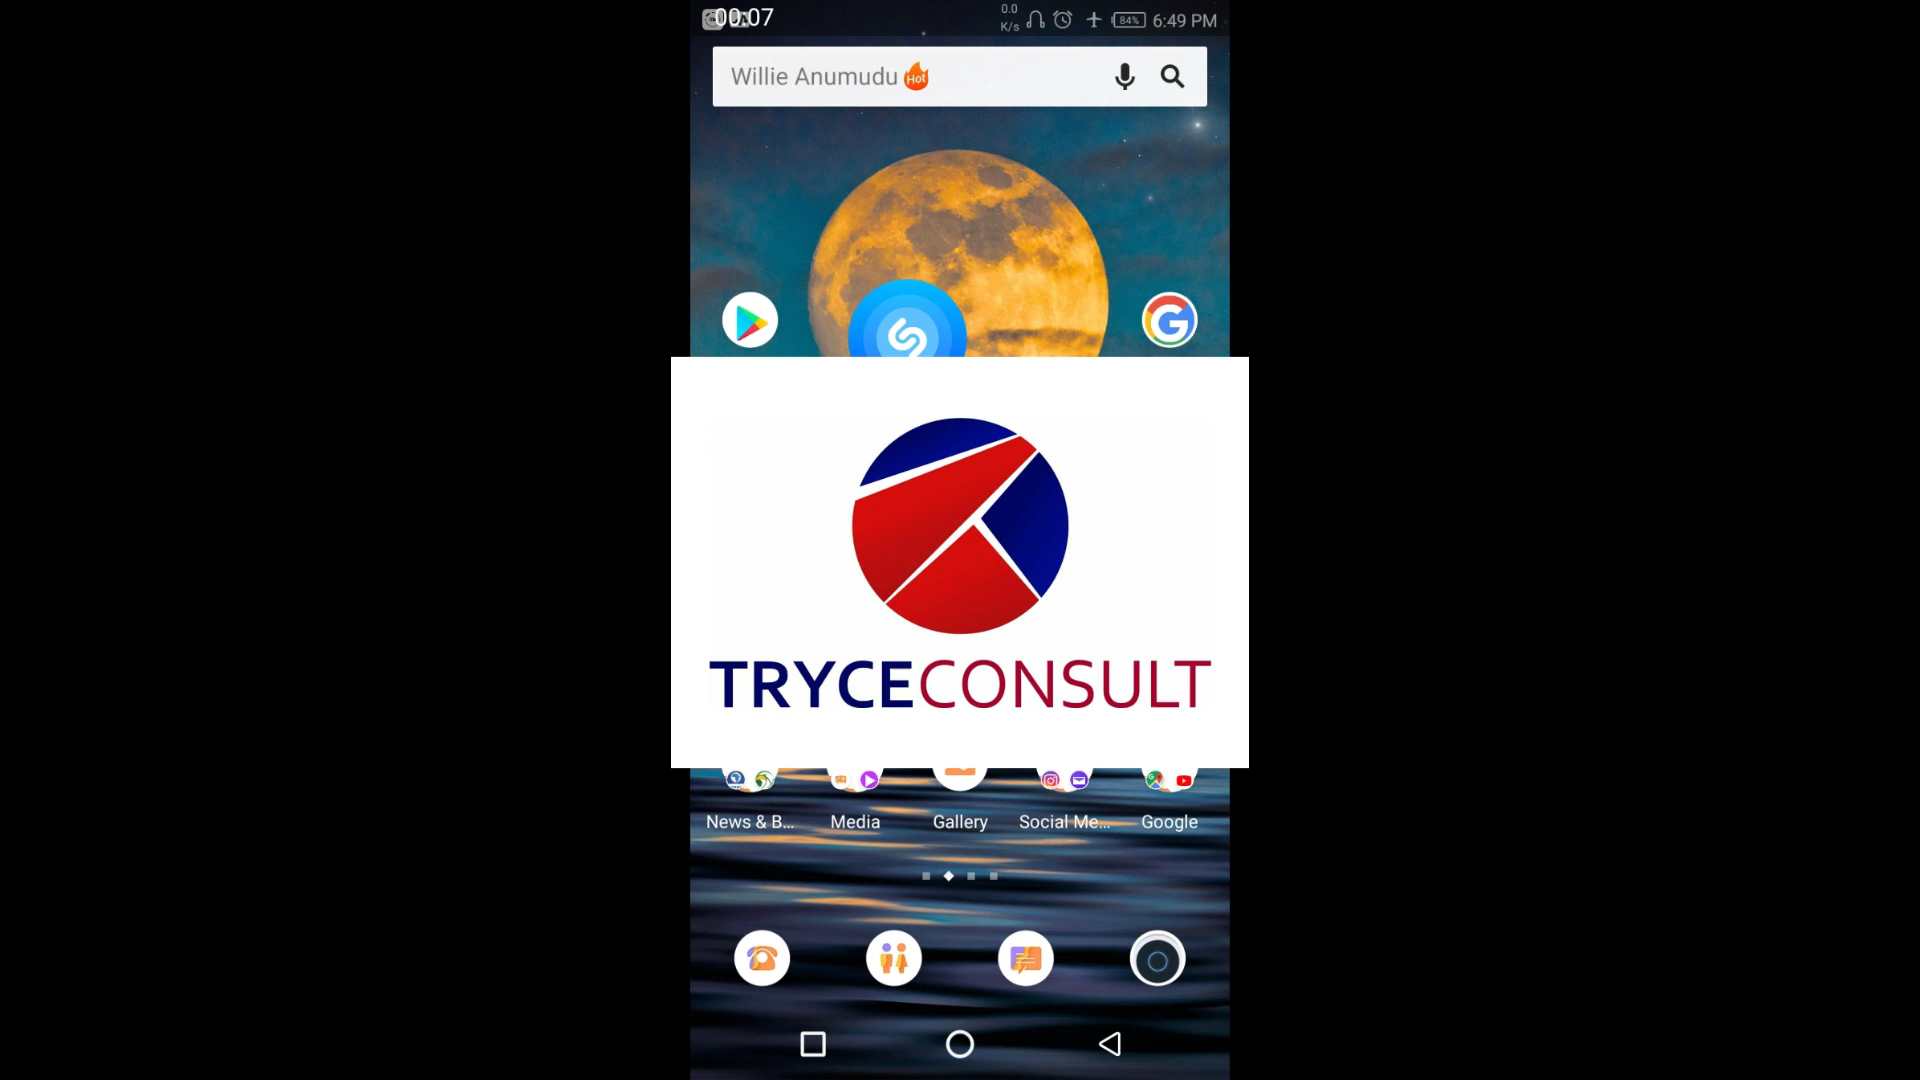 00:07
0.0
K/s
84%
6:49 PM
Willie Anumudu
Hot
TRYCECONSULT
News & B...
Media
Gallery
Social Me...
Google